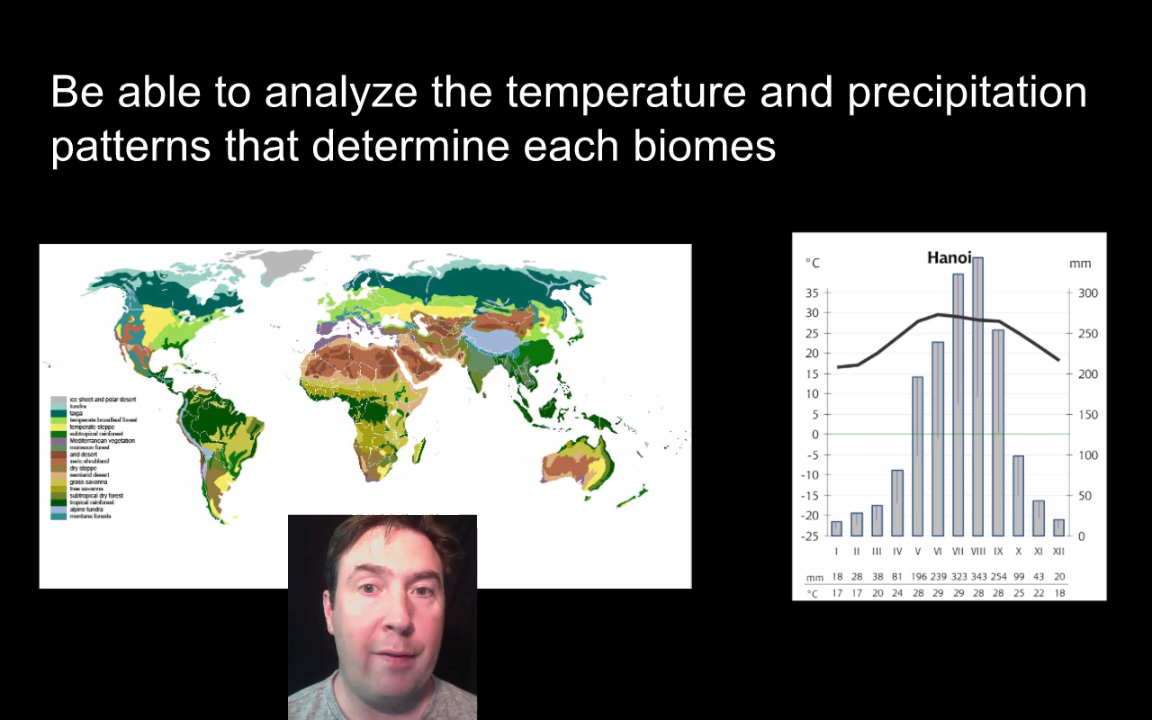 Be able to analyze the temperature and precipitation
patterns that determine each biomes
ice sheet and polar desert
tundra
taiga
temperate broadleaf forest
temperate steppe
subtropical rainforest
Mediterranean vegetation
monsoon forest
arid desert
xeric shrubland
dry steppe
semiarid desert
grass savanna
tree savanna
subtropical dry forest
tropical rainforest
alpine tundra
montane forests
Hanoi
°C mm
35 300
30
25 250
20
15 200
10
5 150
0
-5
-10 100
-15
-20 50
-25 0
I II III IV V VI VII VIII IX X XI XII
mm 18 28 38 81 196 239 323 343 254 99 43 20
°C 17 17 20 24 28 29 29 28 28 25 22 18